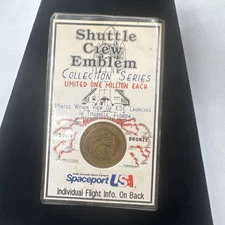 Shuttle
Crew
Emblem
COLLECTION SERIES
LIMITED ONE MILLION EACH
MINTED WITHIN VIEW OF LAUNCHES
IN TITUSVILLE, FLORIDA
BRONZE
Spaceport USA
Individual Flight Info. On Back